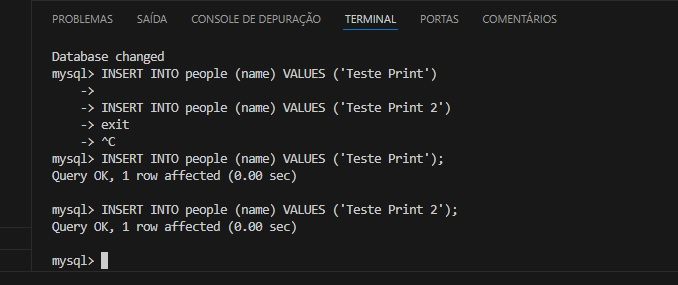 PROBLEMAS SAÍDA CONSOLE DE DEPURAÇÃO TERMINAL PORTAS COMENTÁRIOS
Database changed
mysql> INSERT INTO people (name) VALUES ('Teste Print')
->
-> INSERT INTO people (name) VALUES ('Teste Print 2')
-> exit
-> ^C
mysql> INSERT INTO people (name) VALUES ('Teste Print');
Query OK, 1 row affected (0.00 sec)
mysql> INSERT INTO people (name) VALUES ('Teste Print 2');
Query OK, 1 row affected (0.00 sec)
mysql>